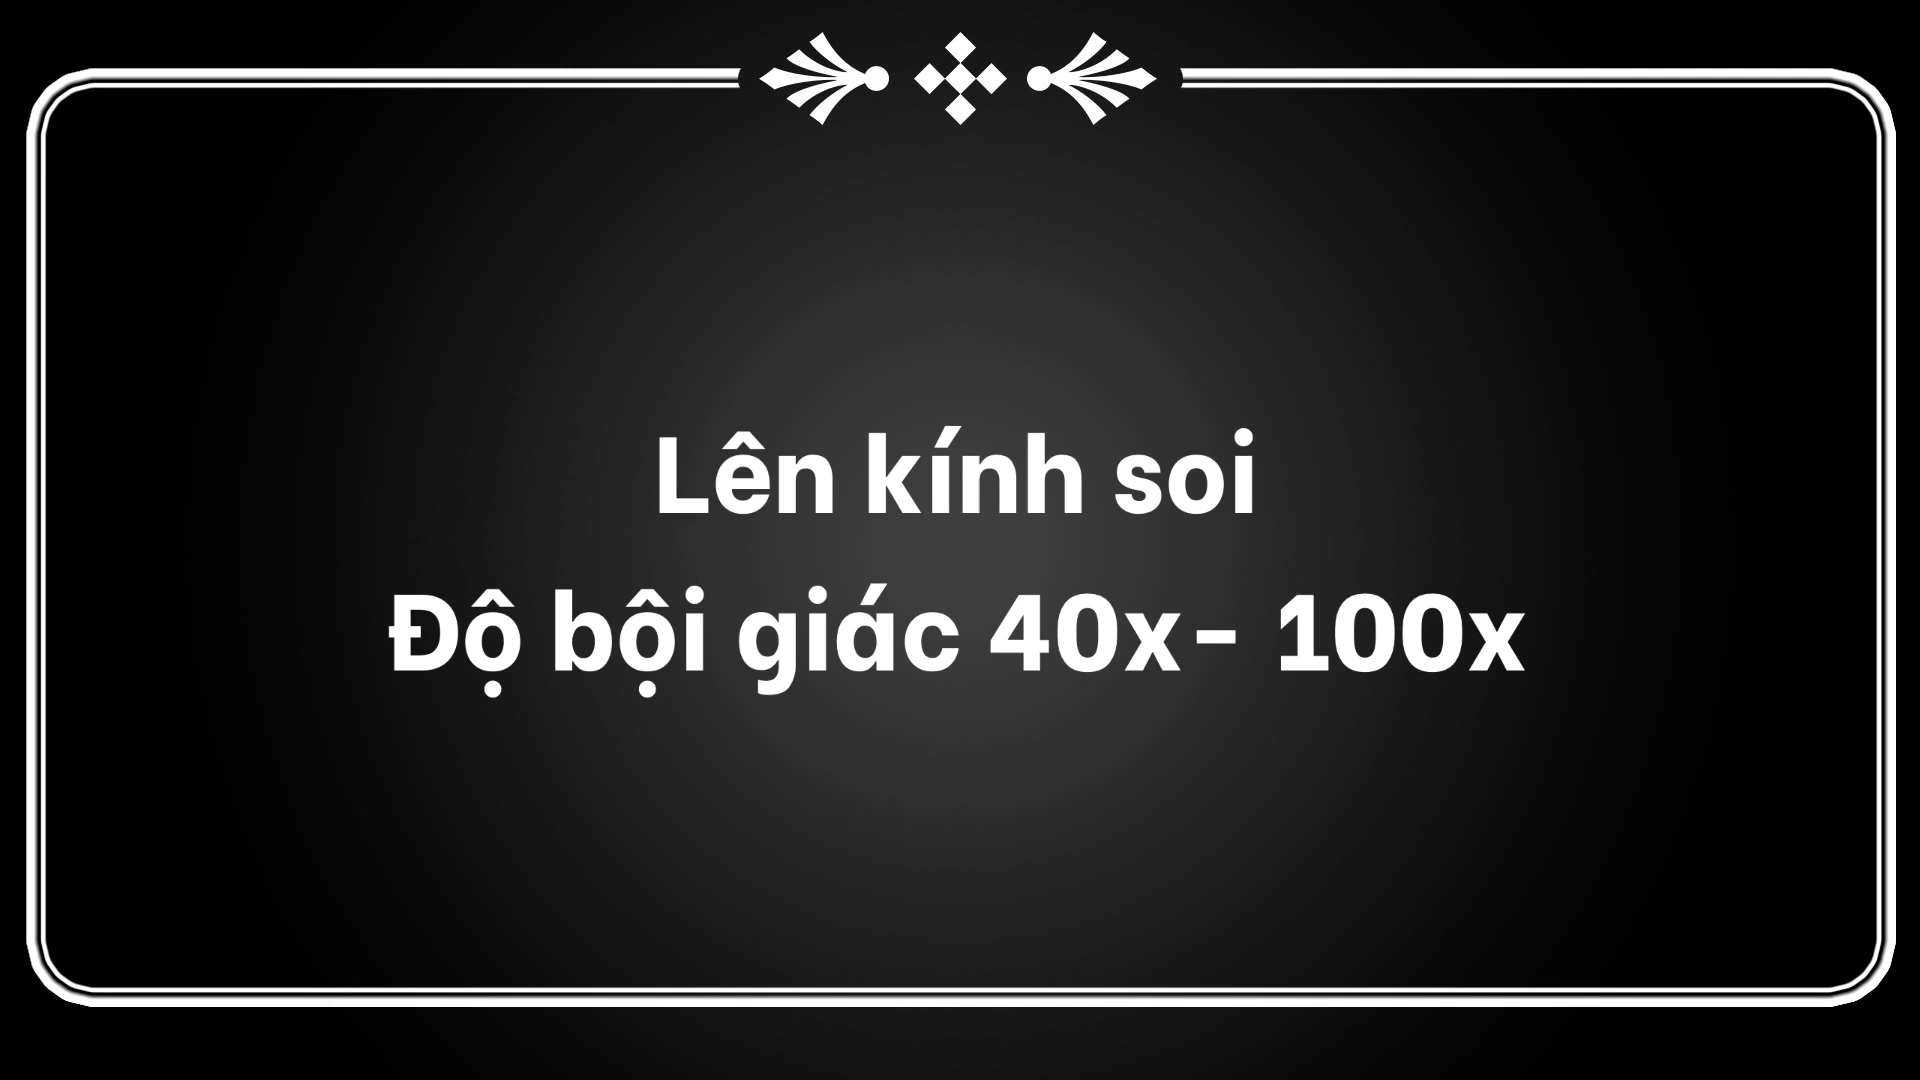 Lên kính soi
Độ bội giác 40x- 100x